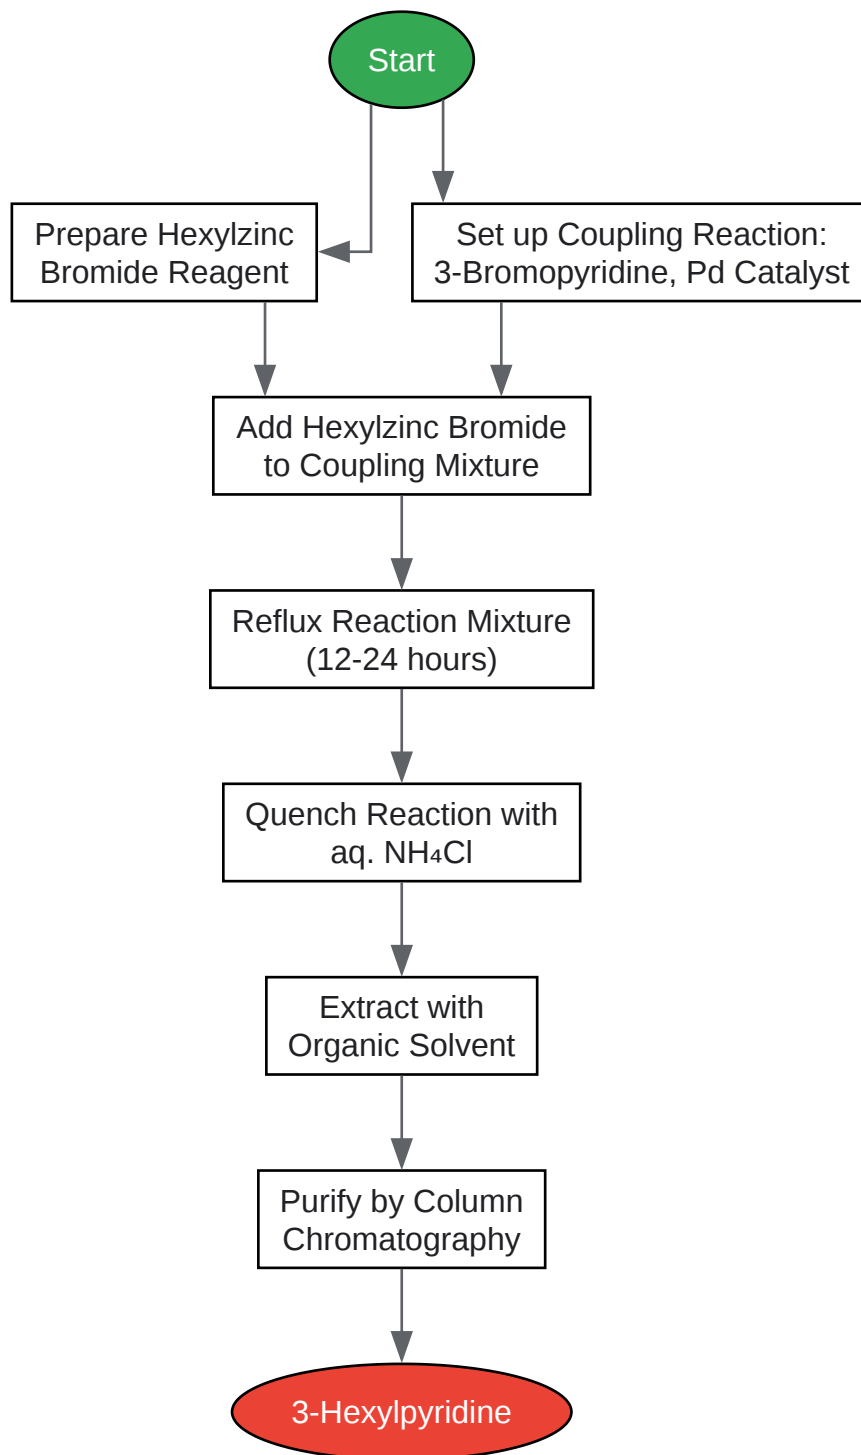 Start
Prepare Hexylzinc
Bromide Reagent
Set up Coupling Reaction:
3-Bromopyridine, Pd Catalyst
Add Hexylzinc Bromide
to Coupling Mixture
Reflux Reaction Mixture
(12-24 hours)
Quench Reaction with
aq. NH₄Cl
Extract with
Organic Solvent
Purify by Column
Chromatography
3-Hexylpyridine